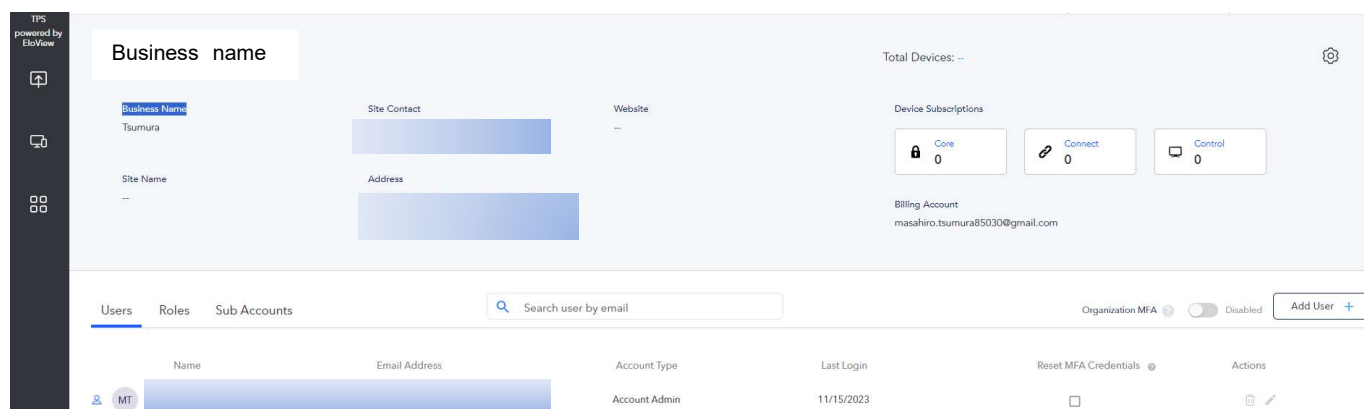 TPS
powered by
EloView
Business name
Total Devices: --
Business Name
Tsumura
Site Contact
Website
--
Device Subscriptions
Core
0
Connect
0
Control
0
Site Name
--
Address
Billing Account
masahiro.tsumura85030@gmail.com
Users
Roles
Sub Accounts
Search user by email
Organization MFA ?
Disabled
Add User +
Name
Email Address
Account Type
Last Login
Reset MFA Credentials ?
Actions
MT
Account Admin
11/15/2023